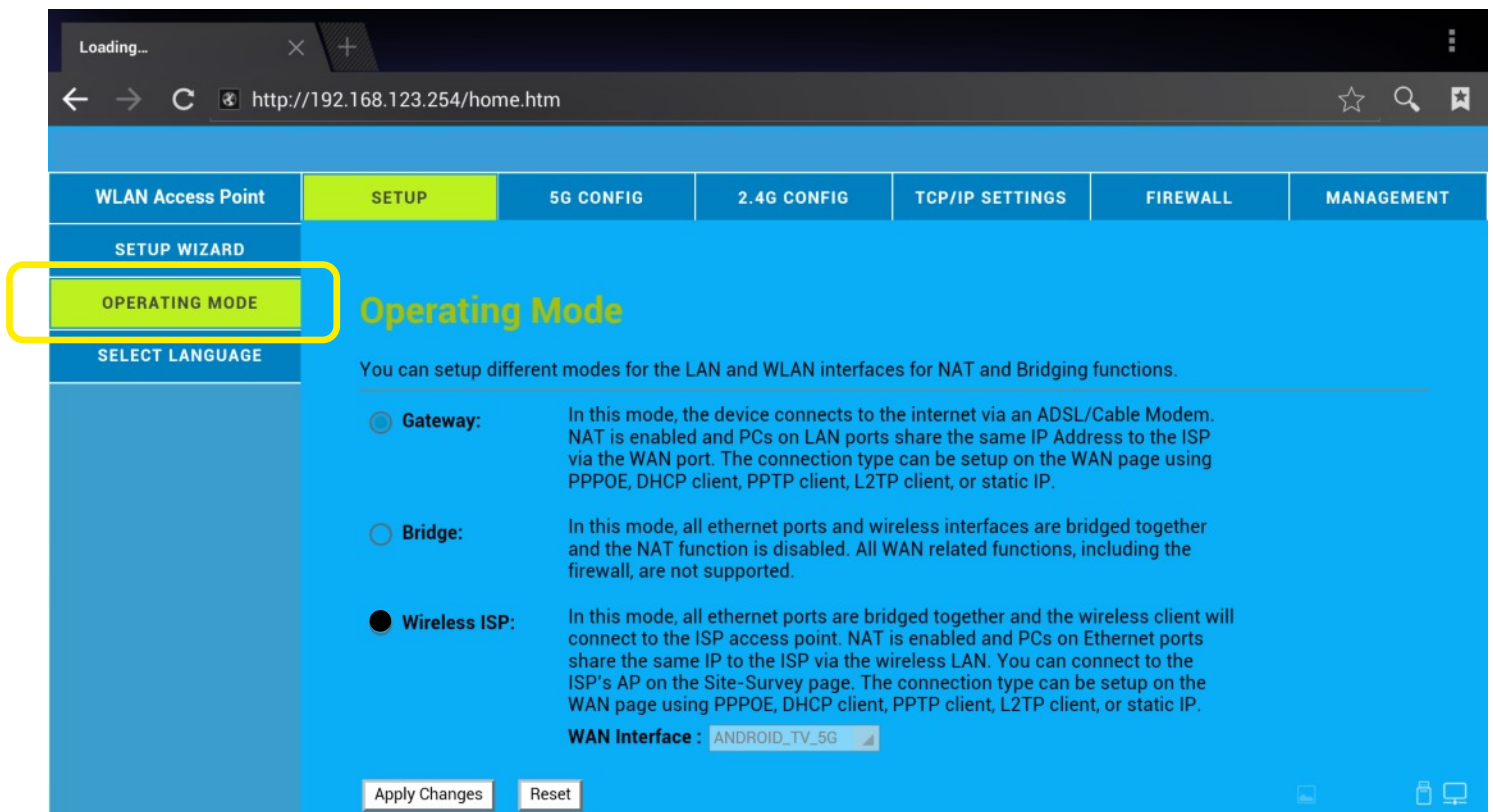 Loading...
http://192.168.123.254/home.htm
WLAN Access Point SETUP 5G CONFIG 2.4G CONFIG TCP/IP SETTINGS FIREWALL MANAGEMENT
SETUP WIZARD
OPERATING MODE
SELECT LANGUAGE
Operating Mode
You can setup different modes for the LAN and WLAN interfaces for NAT and Bridging functions.
Gateway: In this mode, the device connects to the internet via an ADSL/Cable Modem.
NAT is enabled and PCs on LAN ports share the same IP Address to the ISP
via the WAN port. The connection type can be setup on the WAN page using
PPPOE, DHCP client, PPTP client, L2TP client, or static IP.
Bridge: In this mode, all ethernet ports and wireless interfaces are bridged together
and the NAT function is disabled. All WAN related functions, including the
firewall, are not supported.
Wireless ISP: In this mode, all ethernet ports are bridged together and the wireless client will
connect to the ISP access point. NAT is enabled and PCs on Ethernet ports
share the same IP to the ISP via the wireless LAN. You can connect to the
ISP's AP on the Site-Survey page. The connection type can be setup on the
WAN page using PPPOE, DHCP client, PPTP client, L2TP client, or static IP.
WAN Interface : ANDROID_TV_5G
Apply Changes Reset